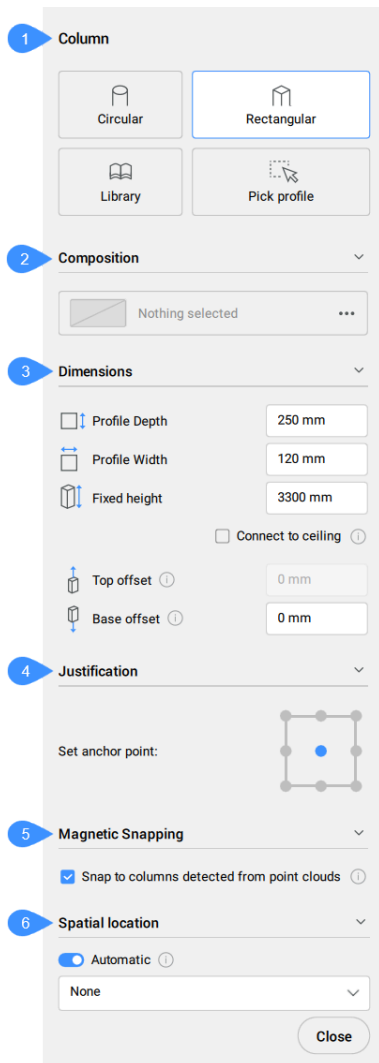 1
Column
Circular
Rectangular
Library
Pick profile
2
Composition
Nothing selected
3
Dimensions
Profile Depth 250 mm
Profile Width 120 mm
Fixed height 3300 mm
Connect to ceiling
Top offset 0 mm
Base offset 0 mm
4
Justification
Set anchor point:
5
Magnetic Snapping
Snap to columns detected from point clouds
6
Spatial location
Automatic
None
Close